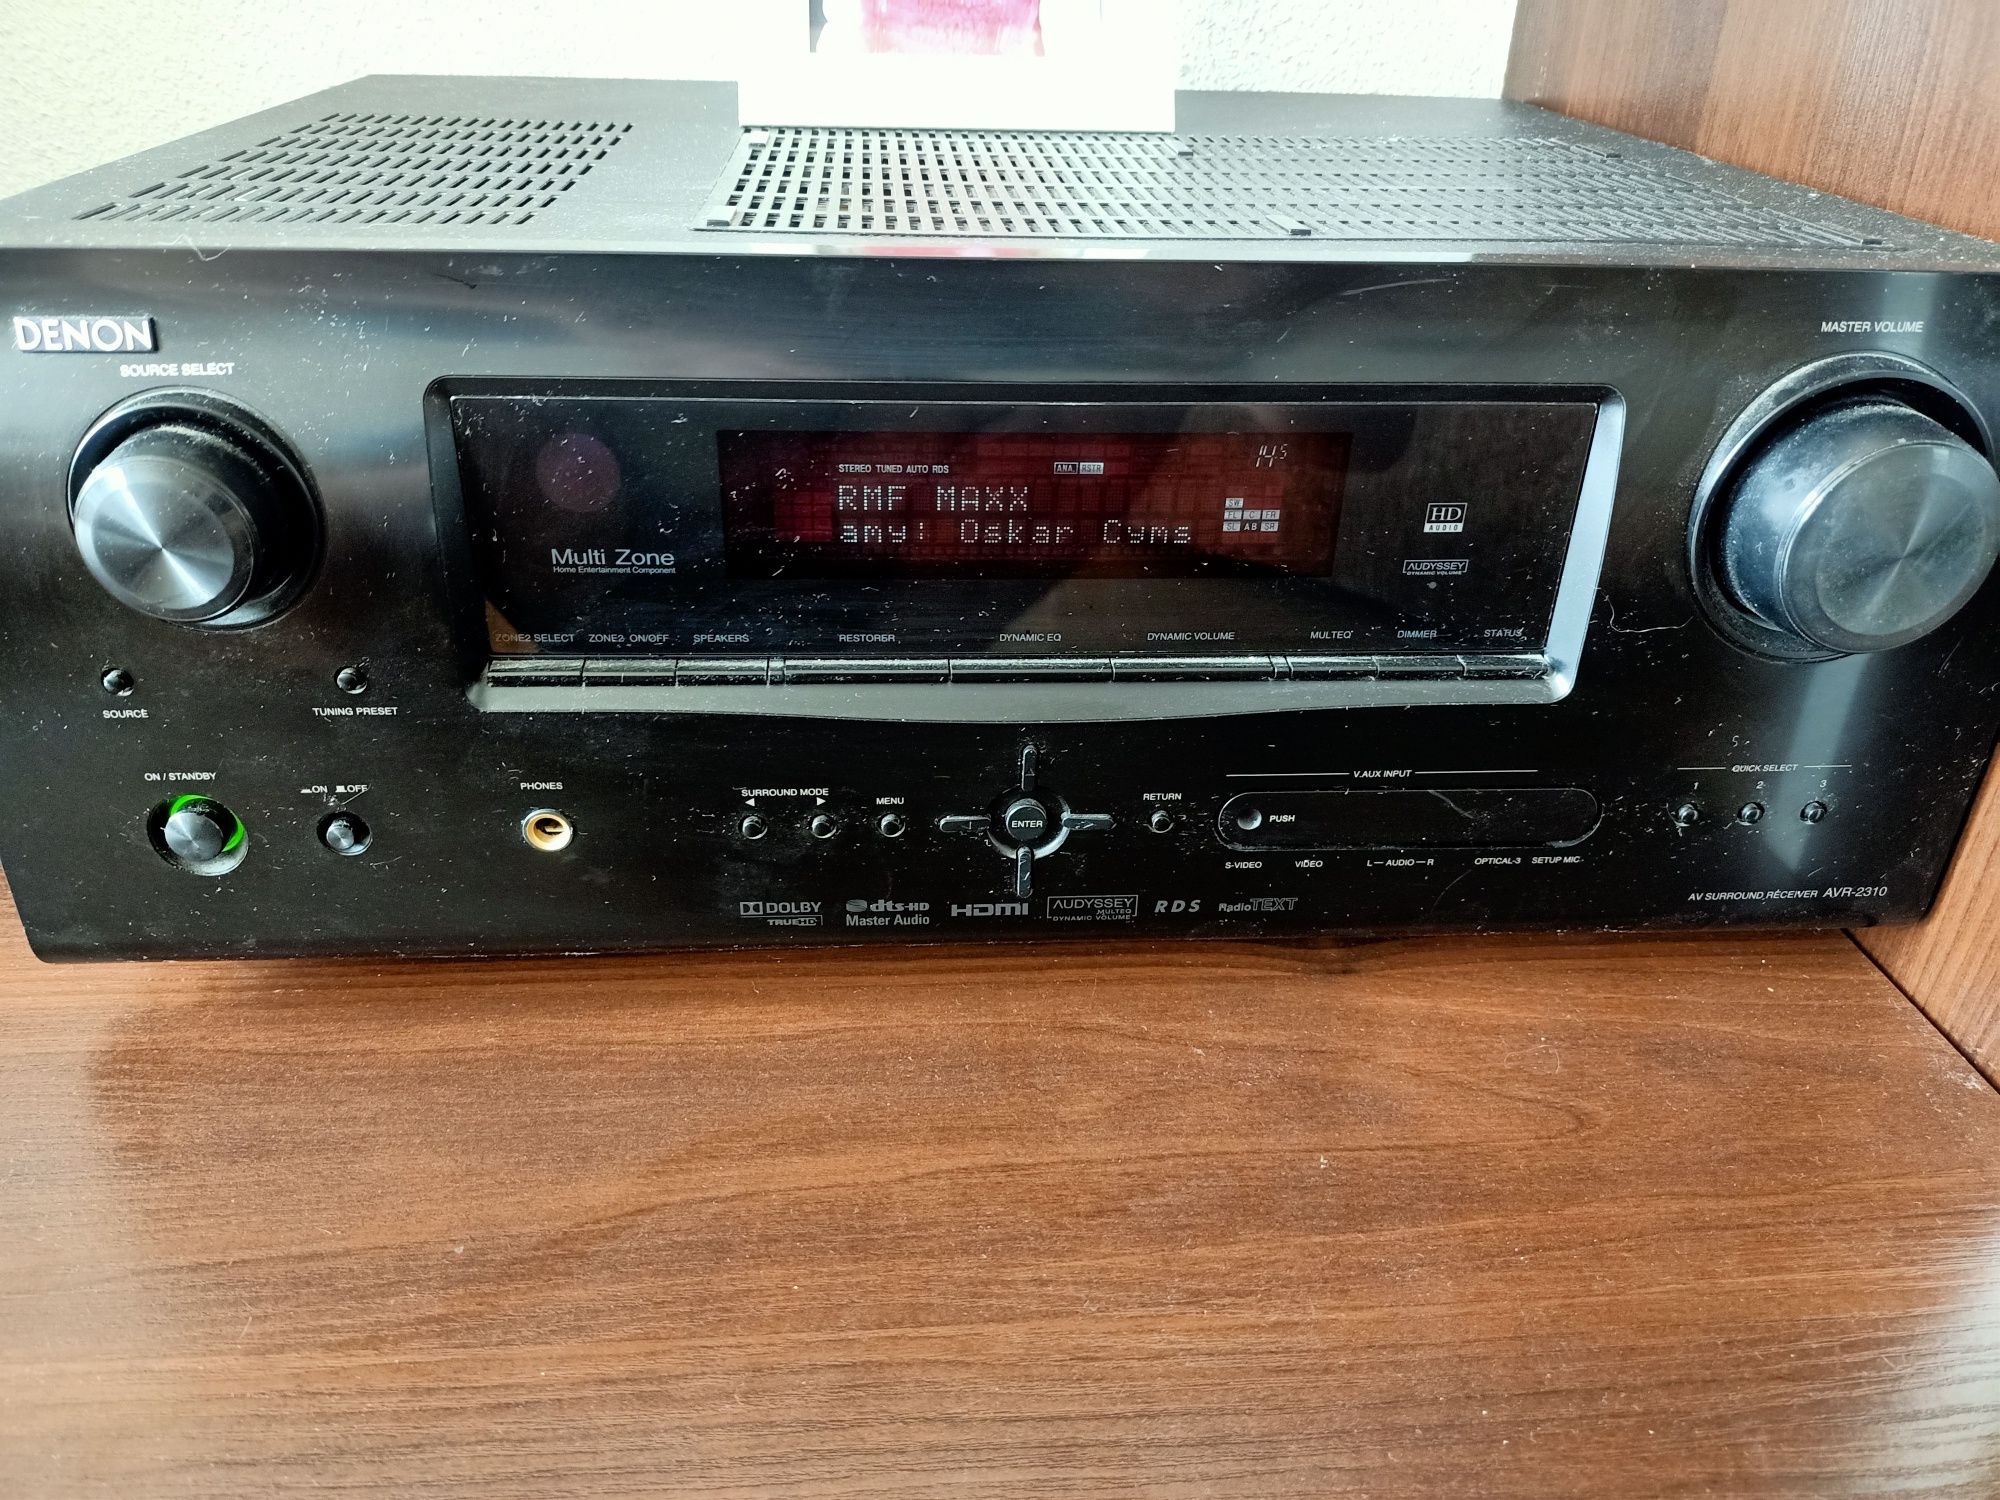 DENON
SOURCE SELECT
MASTER VOLUME
STEREO TUNED AUTO RDS
ANA. RSTR
14.5
RMF MAXX
amy: Oskar Cyms
SW
FL C FR
SL AB SR
HD
AUDIO
AUDYSSEY
DYNAMIC VOLUME
Multi Zone
Home Entertainment Component
ZONE2 SELECT ZONE2 ON/OFF SPEAKERS RESTORER DYNAMIC EQ DYNAMIC VOLUME MULTEQ DIMMER STATUS
SOURCE
TUNING PRESET
ON / STANDBY
ON OFF
PHONES
SURROUND MODE
MENU
ENTER
RETURN
V.AUX INPUT
PUSH
S-VIDEO VIDEO L — AUDIO — R OPTICAL-3 SETUP MIC
QUICK SELECT
1 2 3
DOLBY
TRUEHD
dts-HD
Master Audio
HDMI
AUDYSSEY
MULTEQ
DYNAMIC VOLUME
RDS
RadioTEXT
AV SURROUND RECEIVER AVR-2310